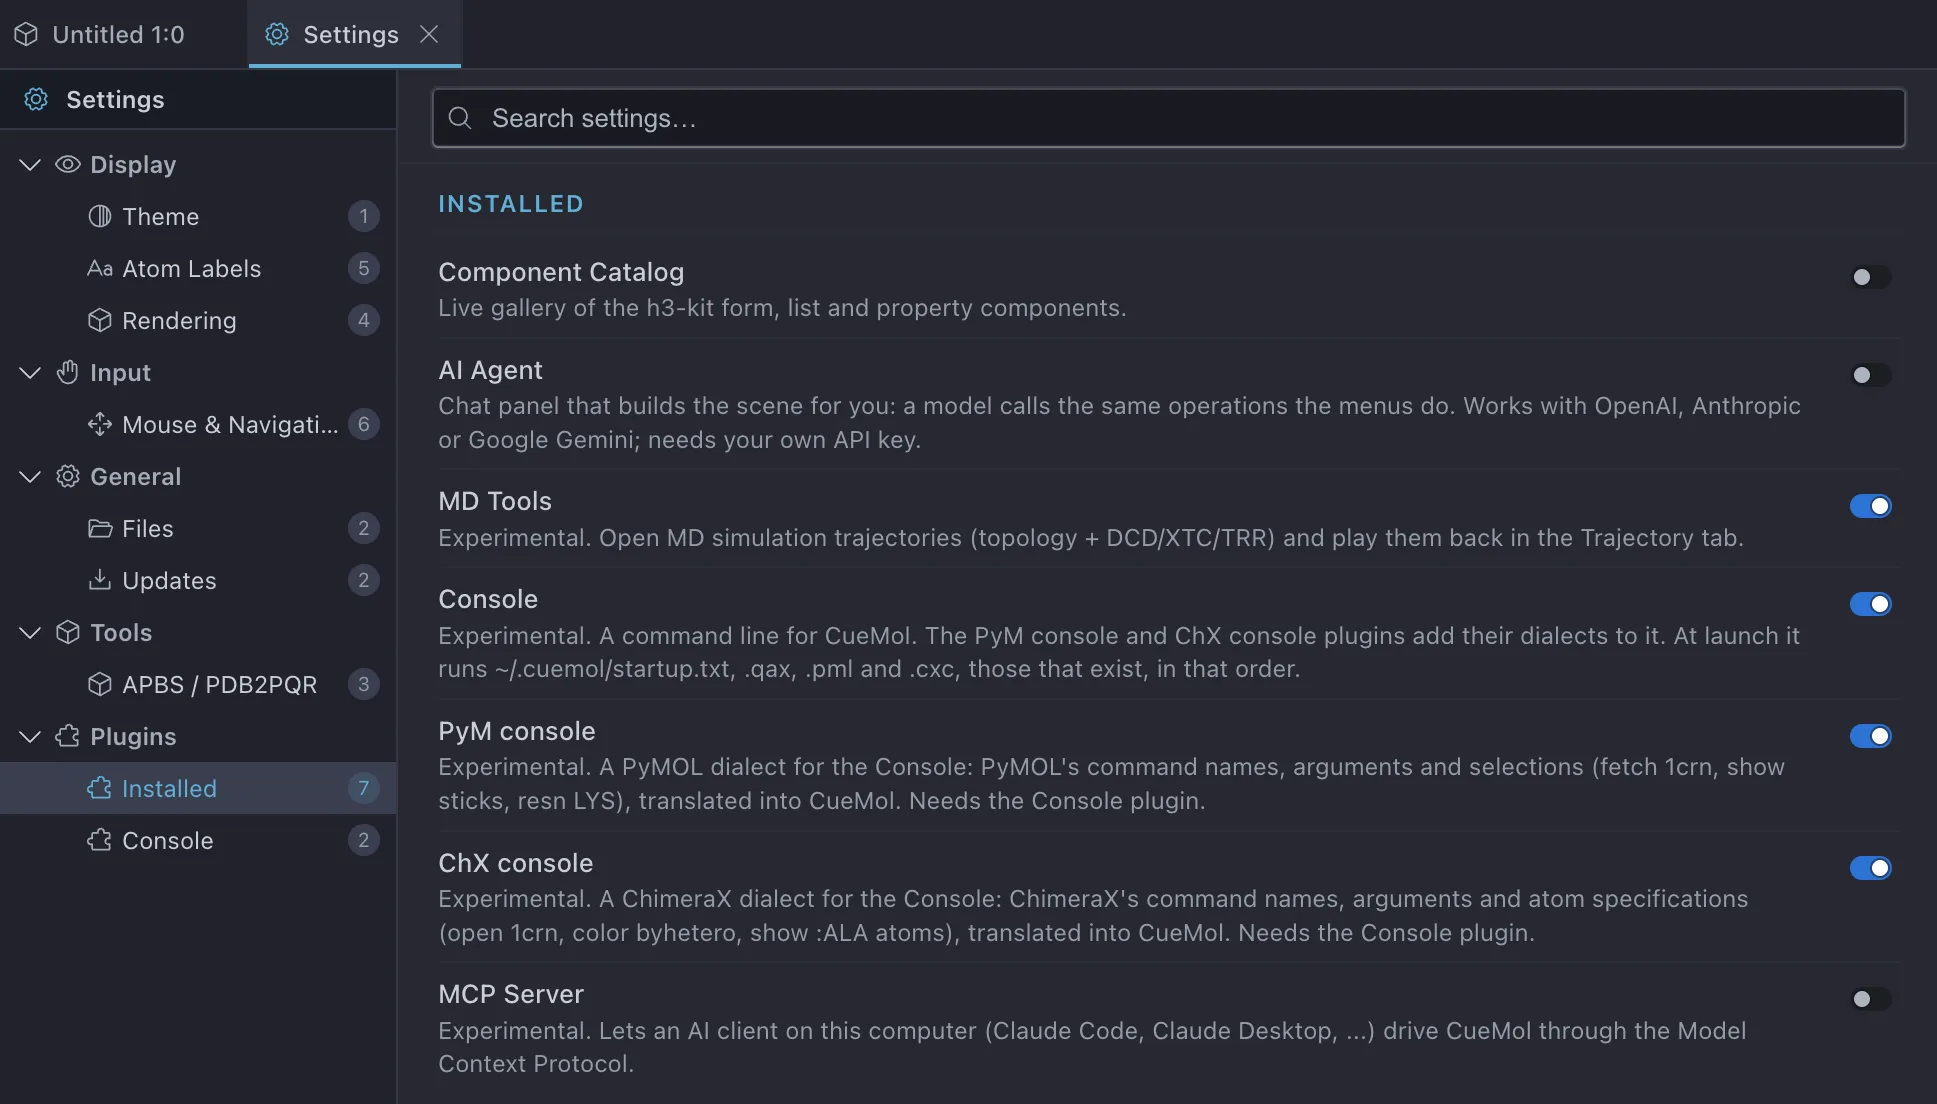 Untitled 1:0
Settings
Settings
Search settings…
Display
Theme 1
Atom Labels 5
Rendering 4
Input
Mouse & Navigati... 6
General
Files 2
Updates 2
Tools
APBS / PDB2PQR 3
Plugins
Installed 7
Console 2
INSTALLED
Component Catalog
Live gallery of the h3-kit form, list and property components.
AI Agent
Chat panel that builds the scene for you: a model calls the same operations the menus do. Works with OpenAI, Anthropic
or Google Gemini; needs your own API key.
MD Tools
Experimental. Open MD simulation trajectories (topology + DCD/XTC/TRR) and play them back in the Trajectory tab.
Console
Experimental. A command line for CueMol. The PyM console and ChX console plugins add their dialects to it. At launch it
runs ~/.cuemol/startup.txt, .qax, .pml and .cxc, those that exist, in that order.
PyM console
Experimental. A PyMOL dialect for the Console: PyMOL's command names, arguments and selections (fetch 1crn, show
sticks, resn LYS), translated into CueMol. Needs the Console plugin.
ChX console
Experimental. A ChimeraX dialect for the Console: ChimeraX's command names, arguments and atom specifications
(open 1crn, color byhetero, show :ALA atoms), translated into CueMol. Needs the Console plugin.
MCP Server
Experimental. Lets an AI client on this computer (Claude Code, Claude Desktop, ...) drive CueMol through the Model
Context Protocol.